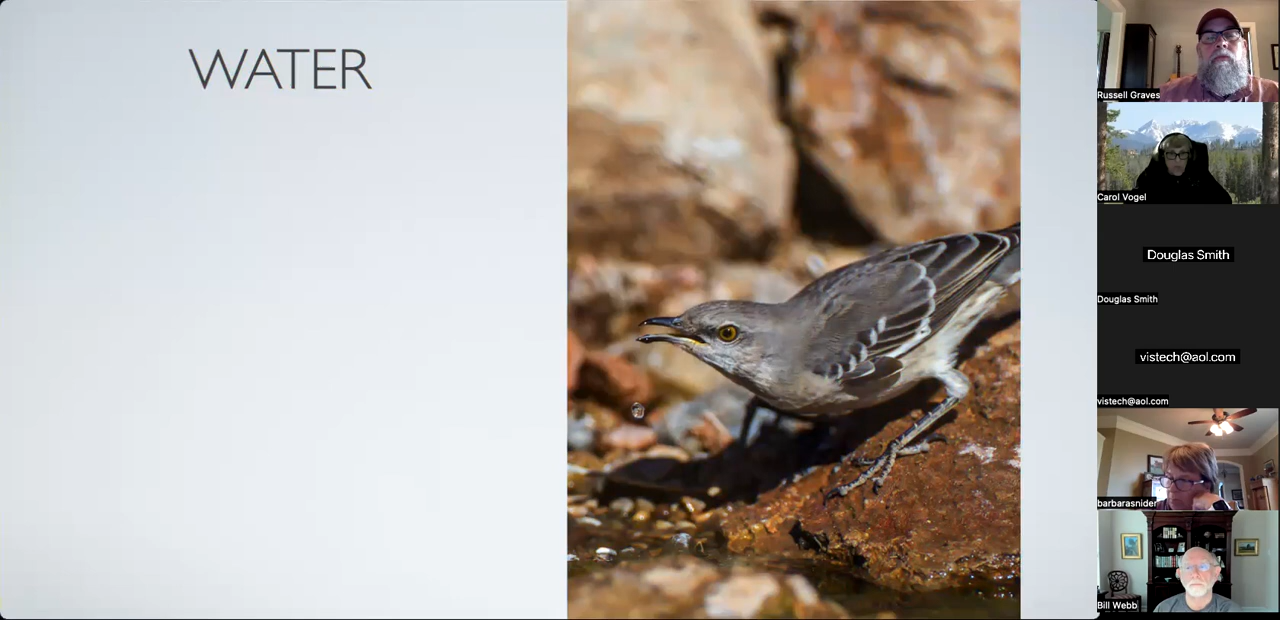 WATER
Russell Graves
Carol Vogel
Douglas Smith
Douglas Smith
vistech@aol.com
vistech@aol.com
barbarasnider
Bill Webb